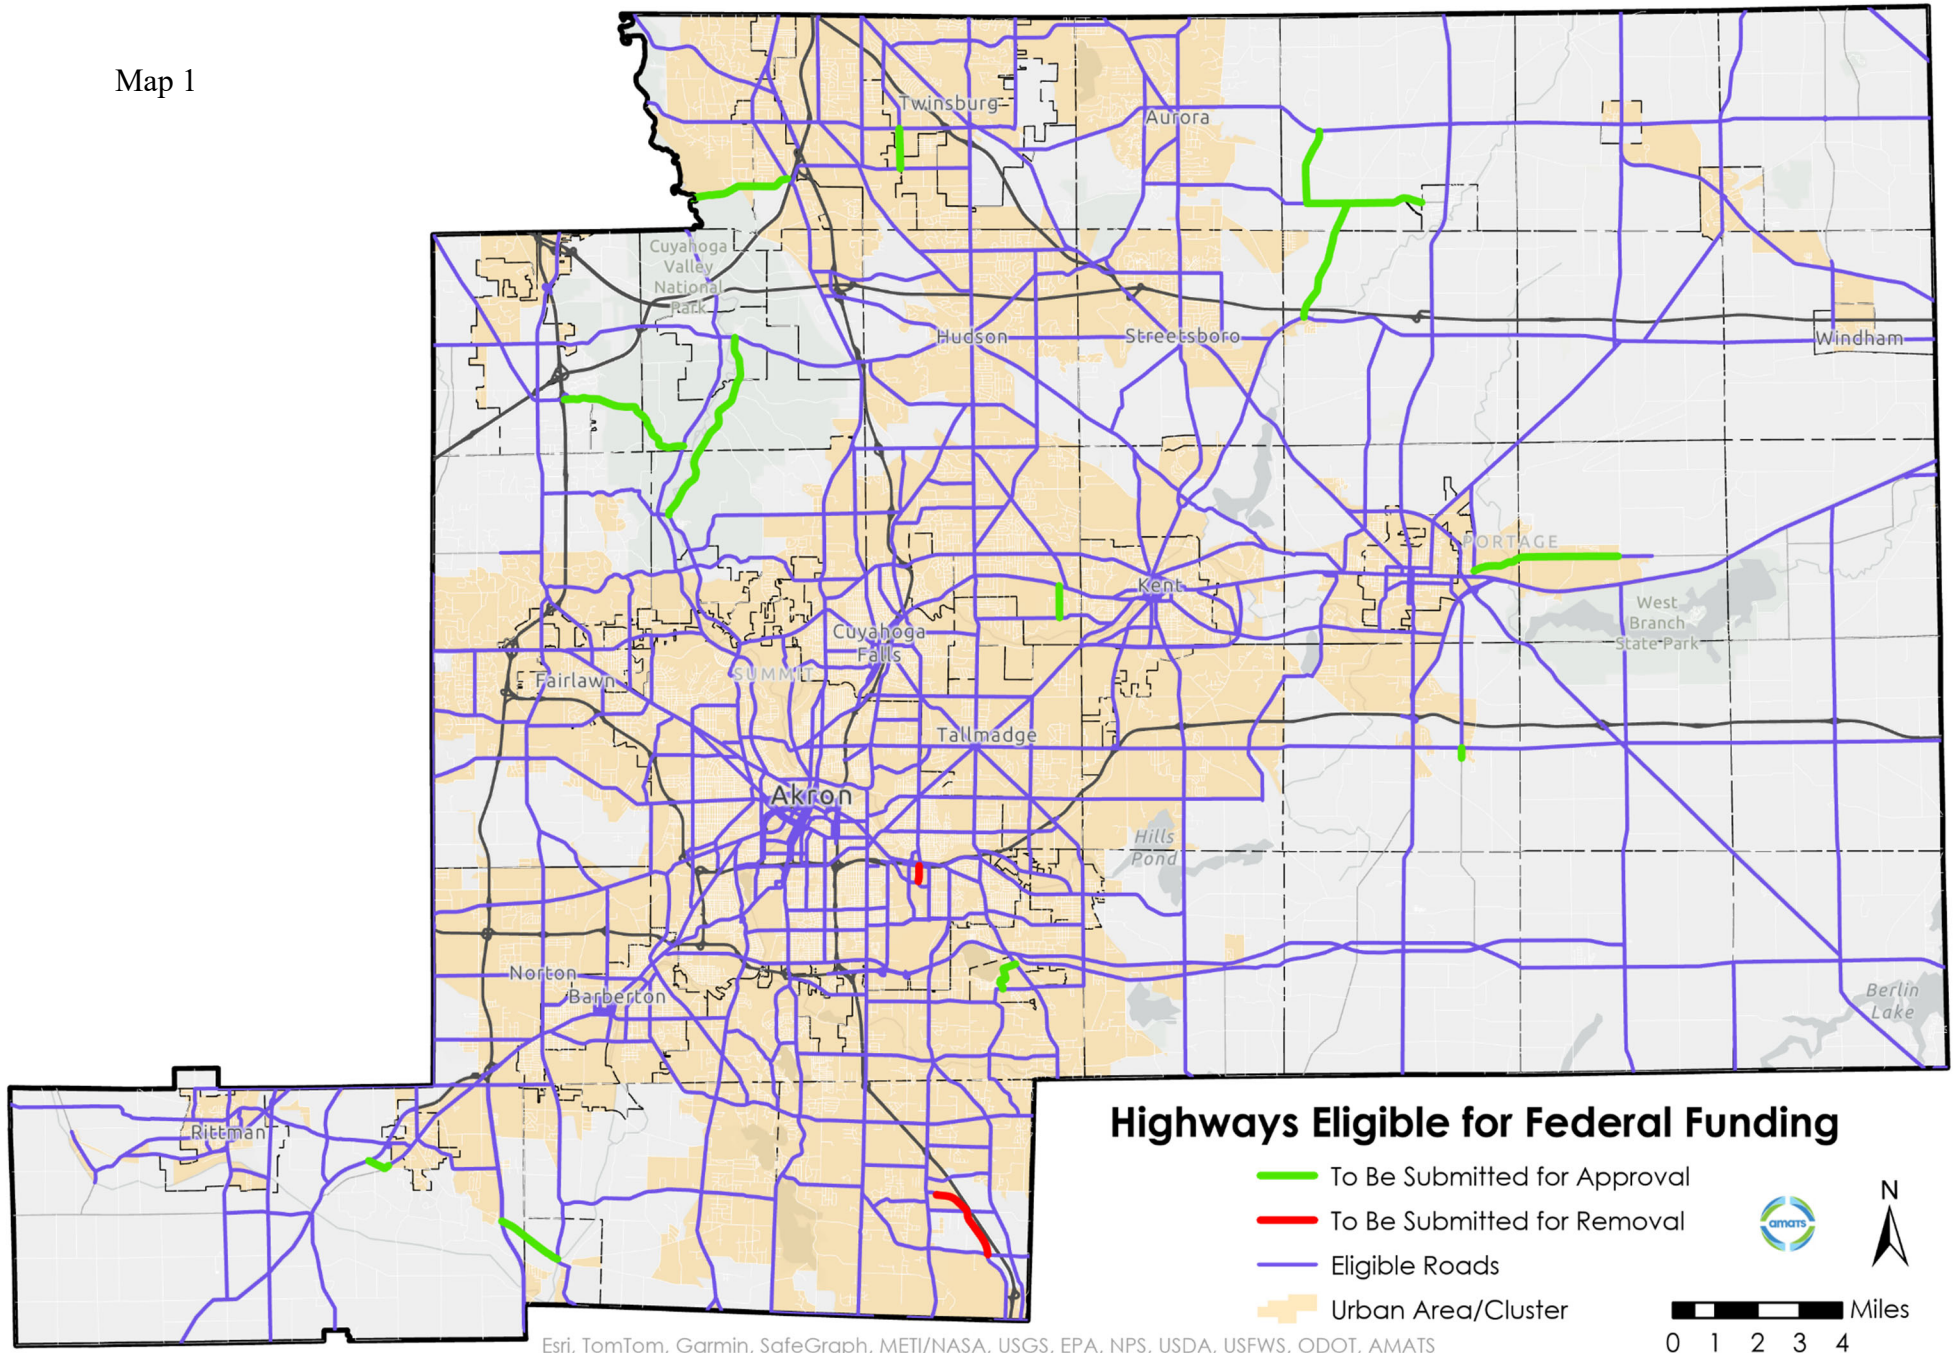 Map 1
Twinsburg
Aurora
Cuyahoga
Valley
National
Park
Hudson
Streetsboro
Windham
PORTAGE
Kent
West
Branch
State Park
Cuyahoga
Falls
SUMMIT
Fairlawn
Tallmadge
Akron
Hills
Pond
Norton
Barberton
Berlin
Lake
Rittman
Highways Eligible for Federal Funding
To Be Submitted for Approval
To Be Submitted for Removal
Eligible Roads
Urban Area/Cluster
amats
N
Miles
0 1 2 3 4
Esri, TomTom, Garmin, SafeGraph, METI/NASA, USGS, EPA, NPS, USDA, USFWS, ODOT, AMATS